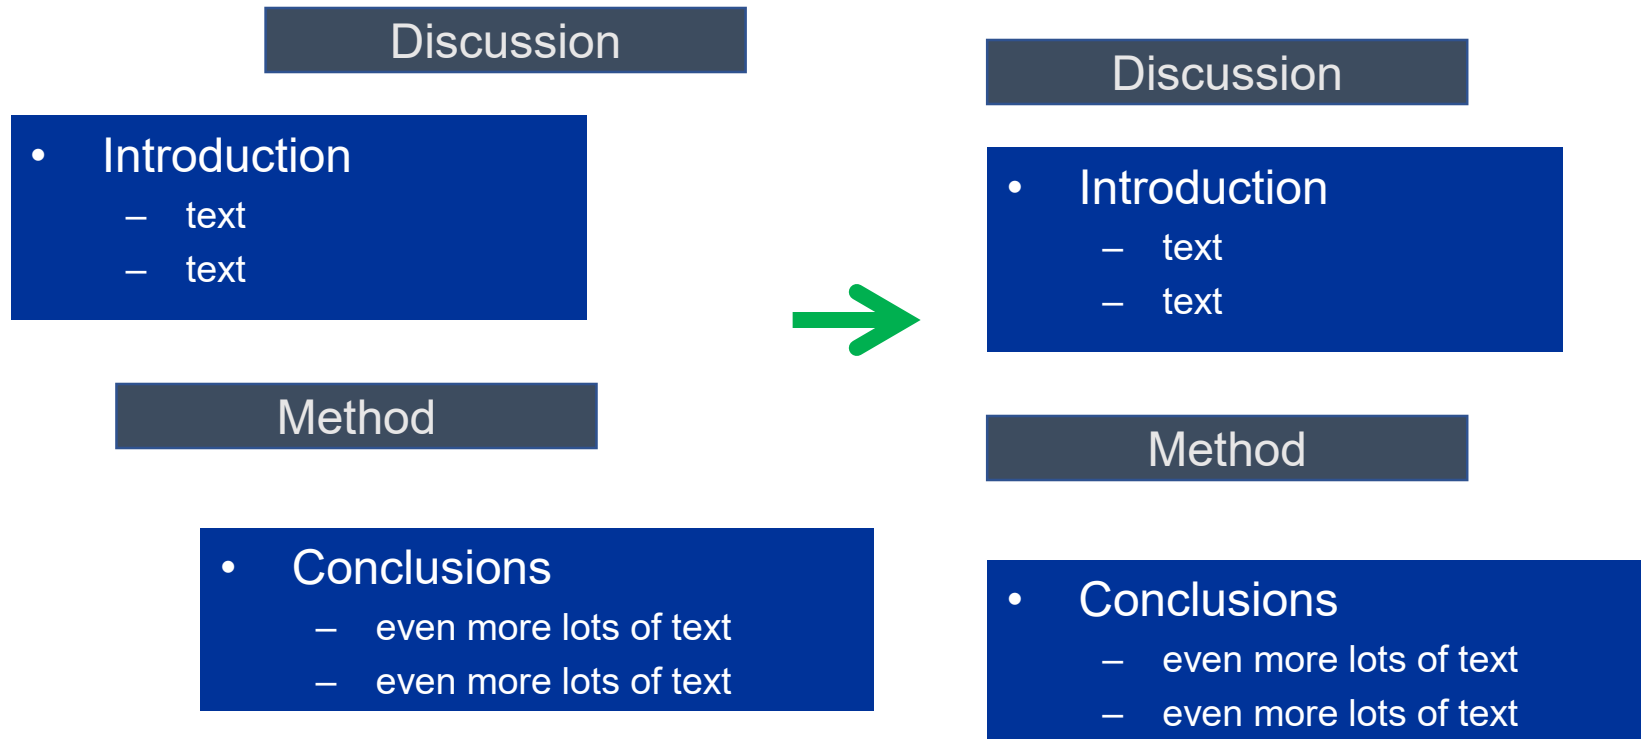 Discussion
• Introduction
– text
– text
Method
• Conclusions
– even more lots of text
– even more lots of text
Discussion
• Introduction
– text
– text
Method
• Conclusions
– even more lots of text
– even more lots of text